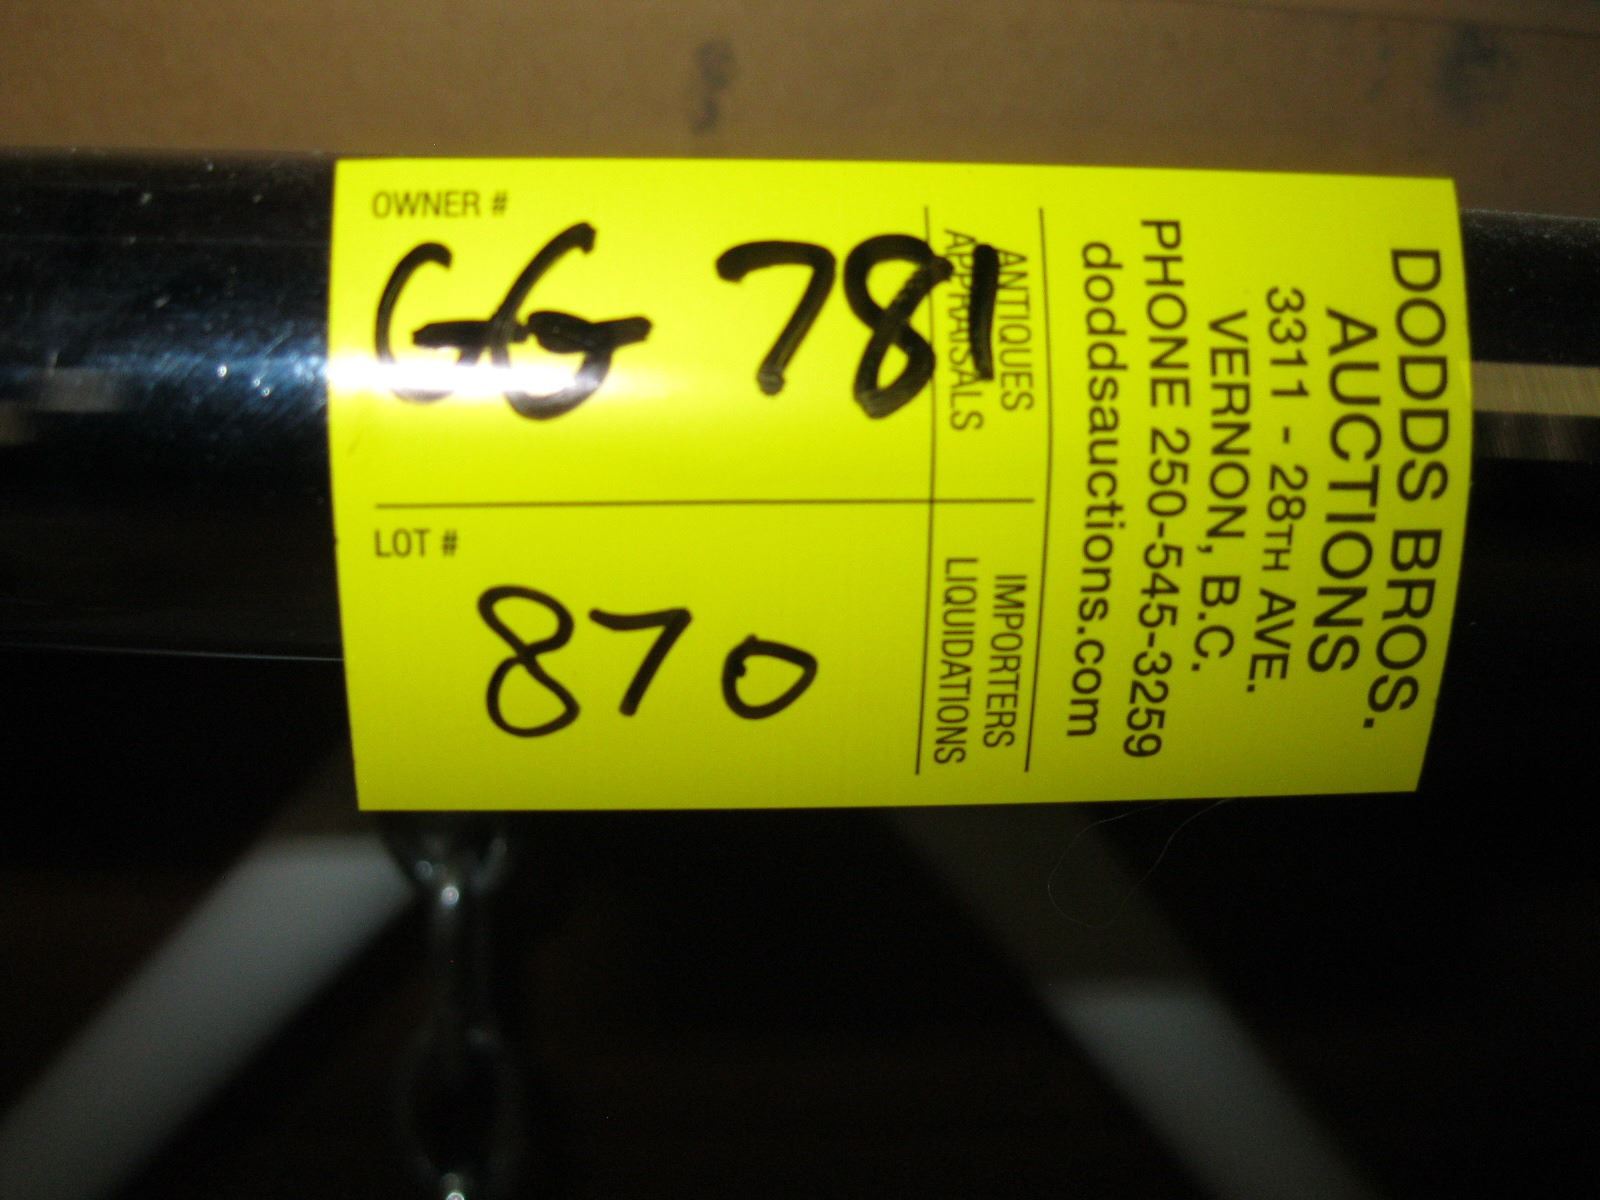 OWNER #
GG 781
LOT #
870
DODDS BROS.
AUCTIONS
3311 - 28TH AVE.
VERNON, B.C.
PHONE 250-545-3259
doddsauctions.com
ANTIQUES
APPRAISALS
IMPORTERS
LIQUIDATIONS